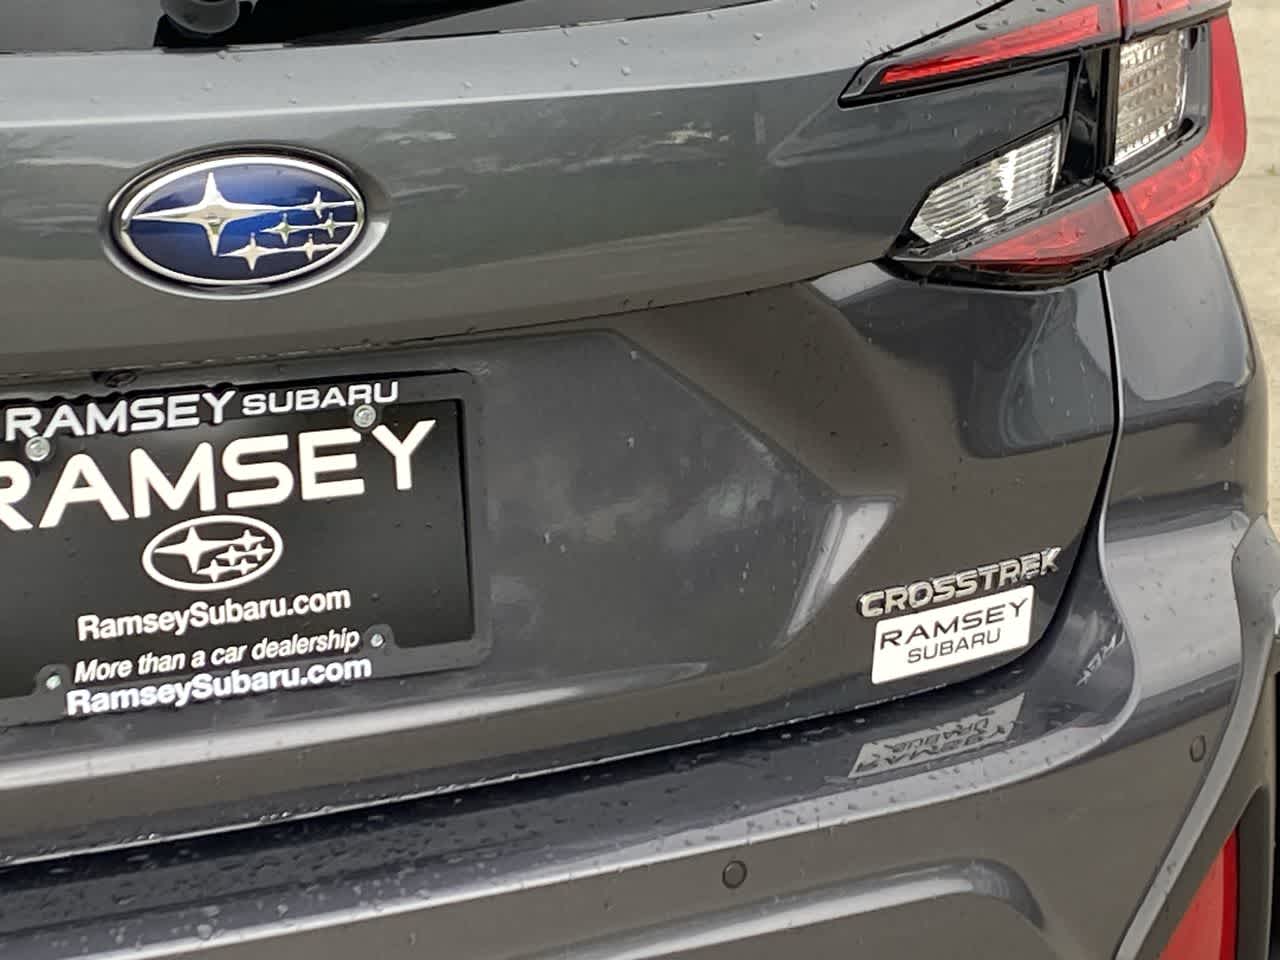 RAMSEY SUBARU
RAMSEY
RamseySubaru.com
More than a car dealership
RamseySubaru.com
CROSSTREK
RAMSEY
SUBARU